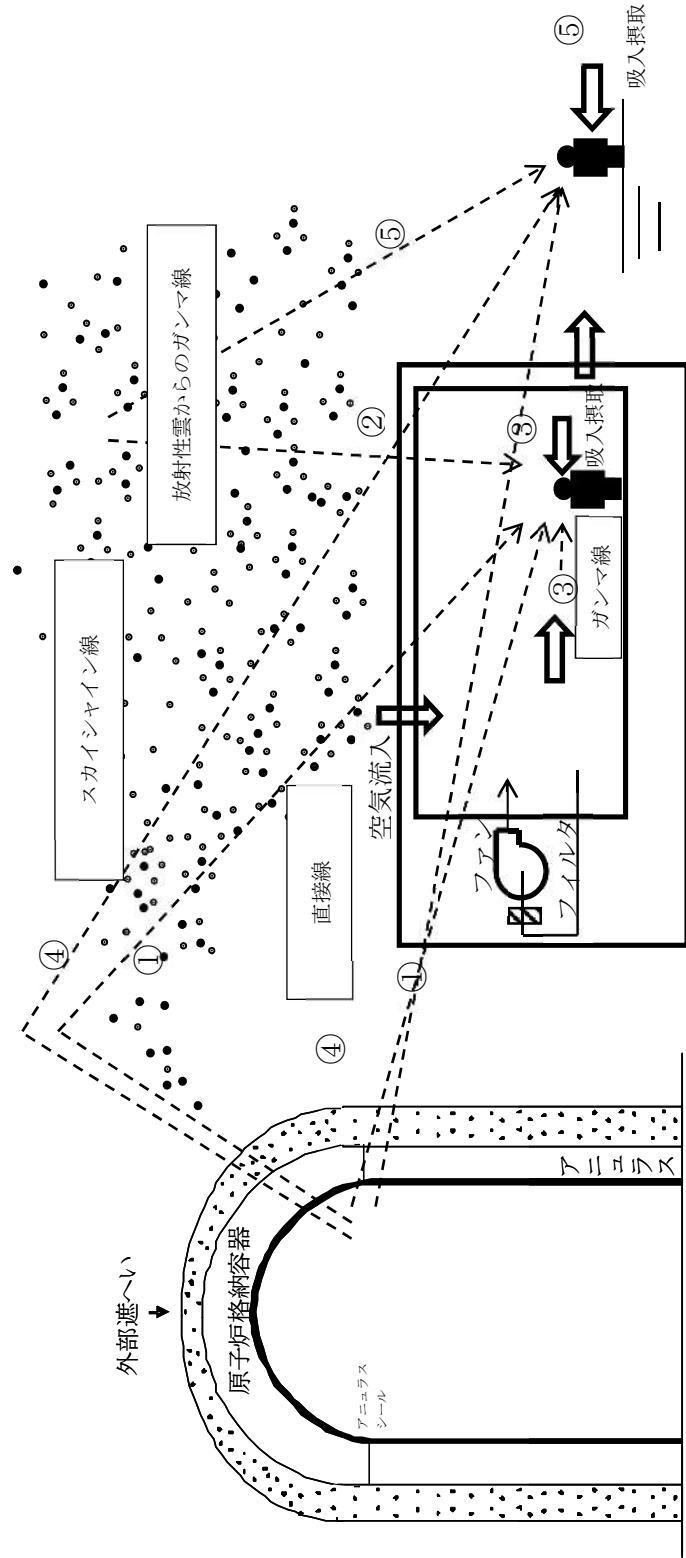 外部遮へい
原子炉格納容器
アニュラス
シール
アニュラス
④
①
スカイシャイン線
放射性雲からのガンマ線
②
⑤
⑤
吸入摂取
④
直接線
①
空気流入
ファン
フィルタ
③
ガンマ線
③
吸入摂取